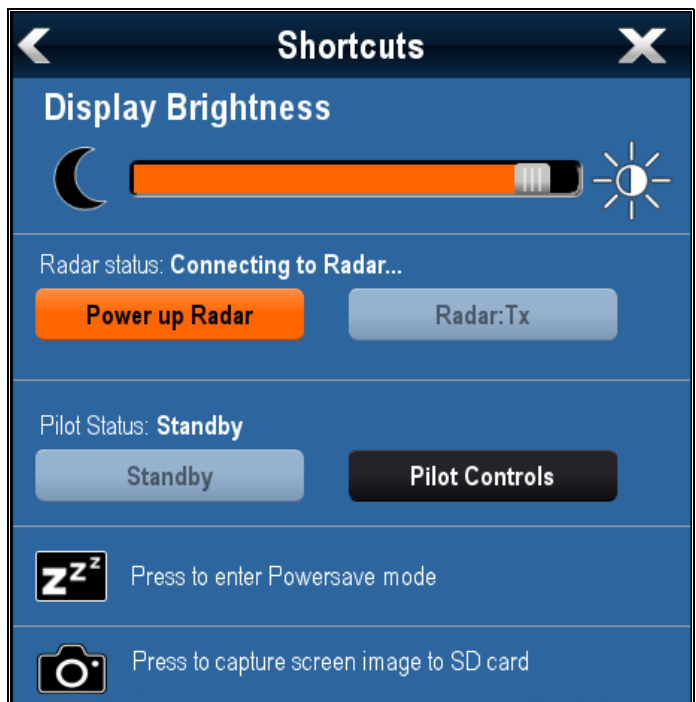 Shortcuts
Display Brightness
Radar status: Connecting to Radar...
Power up Radar
Radar:Tx
Pilot Status: Standby
Standby
Pilot Controls
zzz
Press to enter Powersave mode
Press to capture screen image to SD card